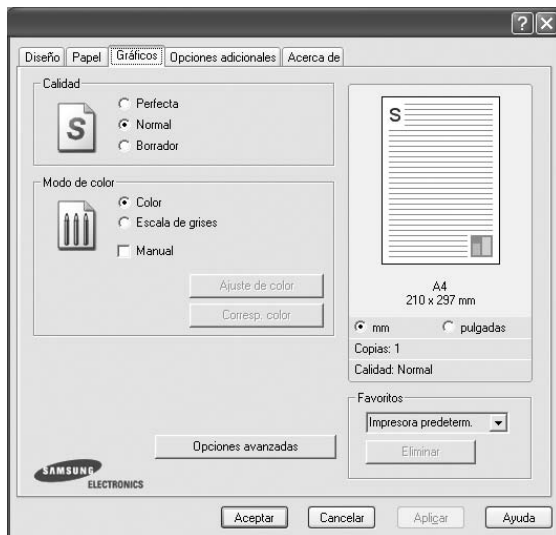 Diseño Papel Gráficos Opciones adicionales Acerca de
Calidad
S
Perfecta
Normal
Borrador
Modo de color
Color
Escala de grises
Manual
Ajuste de color
Corresp. color
Opciones avanzadas
SAMSUNG
ELECTRONICS
S
A4
210 x 297 mm
mm pulgadas
Copias: 1
Calidad: Normal
Favoritos
Impresora predeterm.
Eliminar
Aceptar Cancelar Aplicar Ayuda